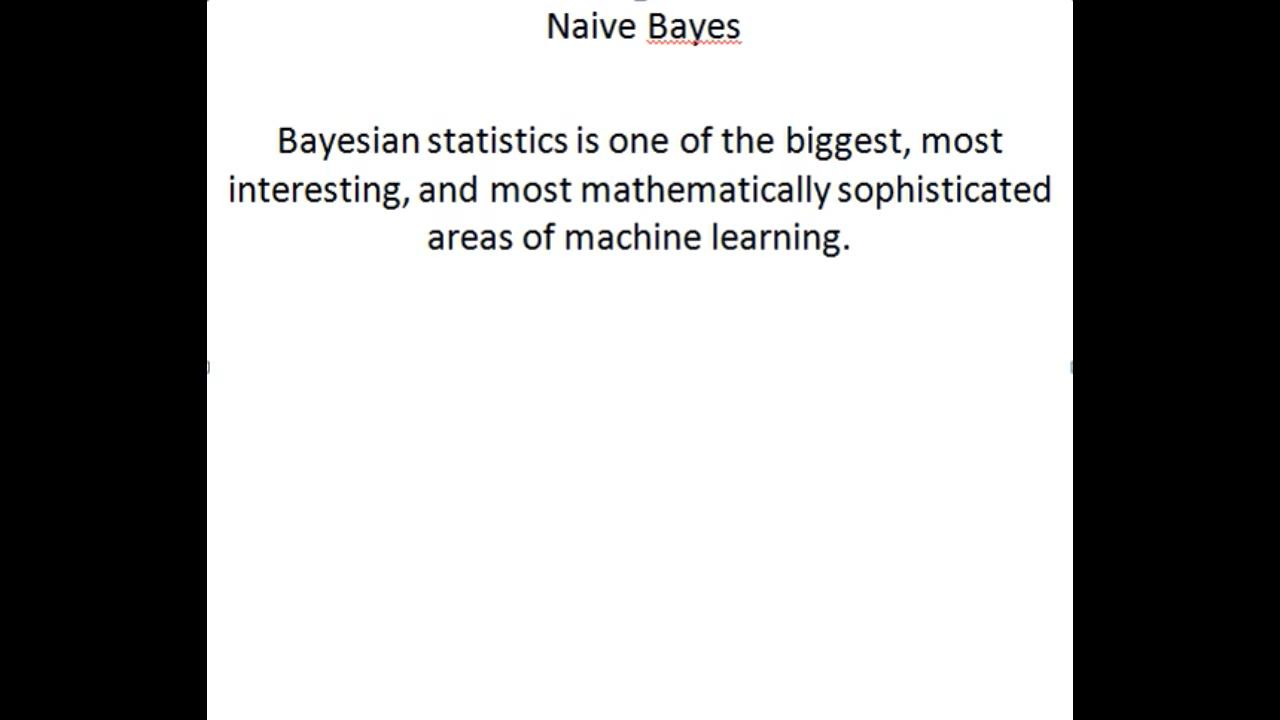 Naive Bayes
Bayesian statistics is one of the biggest, most
interesting, and most mathematically sophisticated
areas of machine learning.